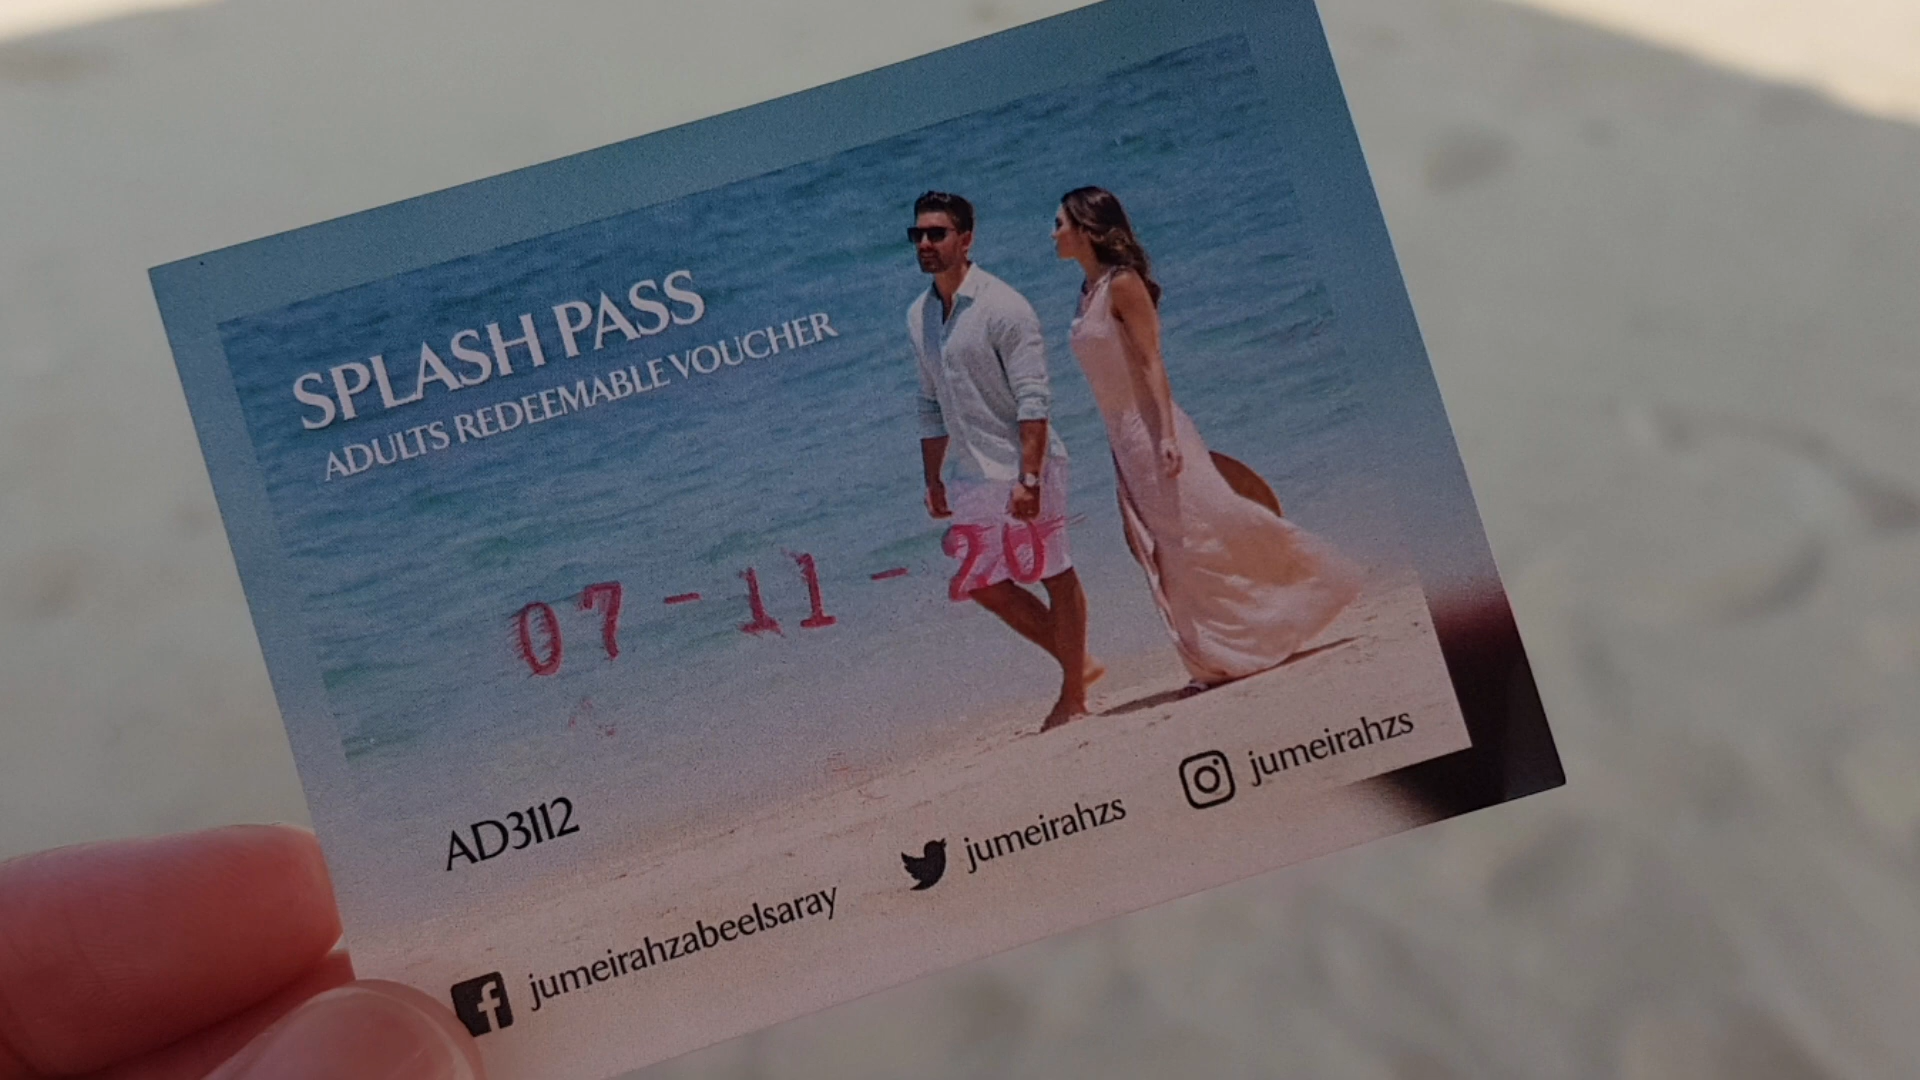 SPLASH PASS
ADULTS REDEEMABLE VOUCHER
07-11-20
AD3112
jumeirahzabeelsaray
jumeirahzs
jumeirahzs